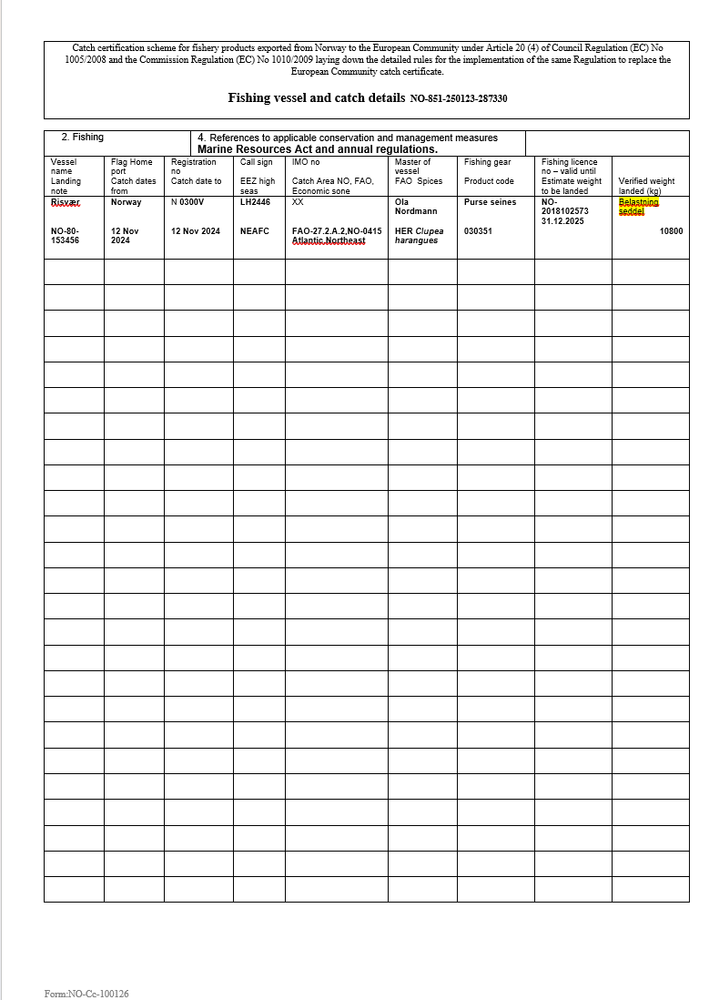 Catch certification scheme for fishery products exported from Norway to the European Community under Article 20 (4) of Council Regulation (EC) No
1005/2008 and the Commission Regulation (EC) No 1010/2009 laying down the detailed rules for the implementation of the same Regulation to replace the
European Community catch certificate.
Fishing vessel and catch details NO-851-250123-287330
2. Fishing
4. References to applicable conservation and management measures
Marine Resources Act and annual regulations.
Vessel name
Landing note
Flag Home port
Catch dates from
Registration no
Catch date to
Call sign
EEZ high seas
IMO no
Catch Area NO, FAO, Economic sone
Master of vessel
FAO Spices
Fishing gear
Product code
Fishing licence no – valid until
Estimate weight to be landed
Verified weight landed (kg)
Risvær
Norway
N 0300V
LH2446
XX
Ola Nordmann
Purse seines
NO-2018102573
31.12.2025
Belastning seddel
NO-80-153456
12 Nov 2024
12 Nov 2024
NEAFC
FAO-27.2.A.2,NO-0415
Atlantic,Northeast
HER Clupea harangues
030351
10800
Form:NO-Cc-100126